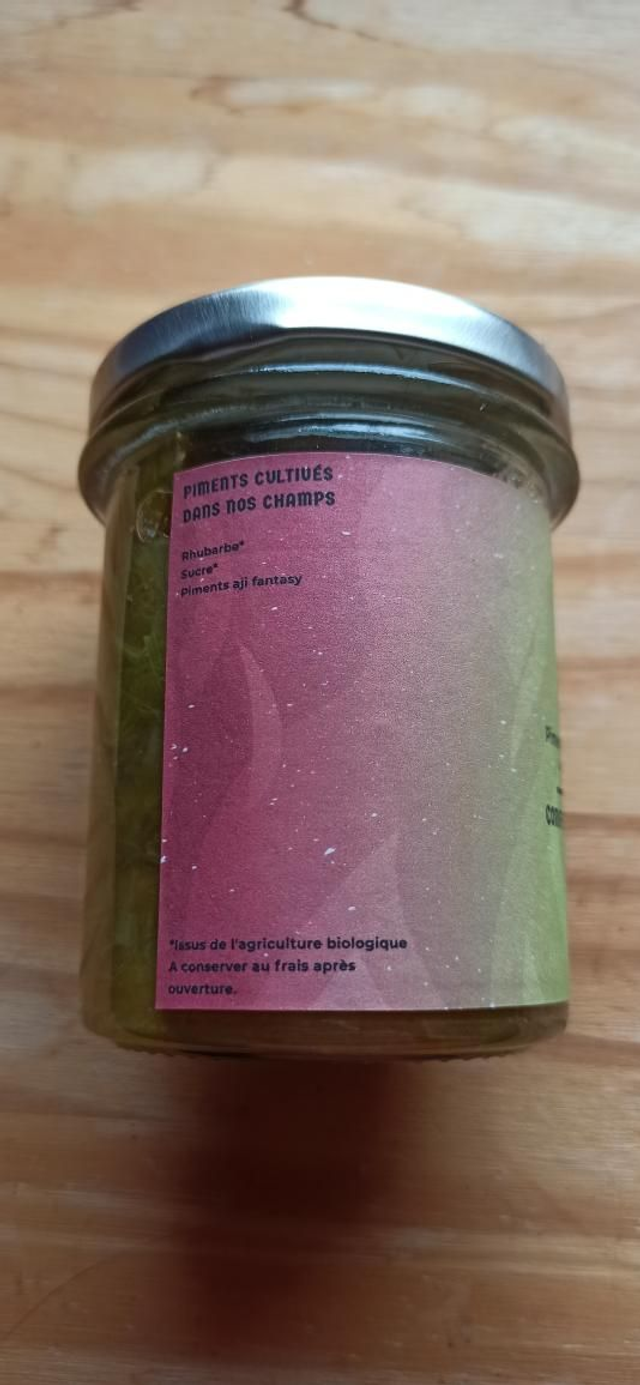 PIMENTS CULTIVÉS
DANS NOS CHAMPS
Rhubarbe*
Sucre*
Piments aji fantasy
*Issus de l'agriculture biologique
A conserver au frais après
ouverture.